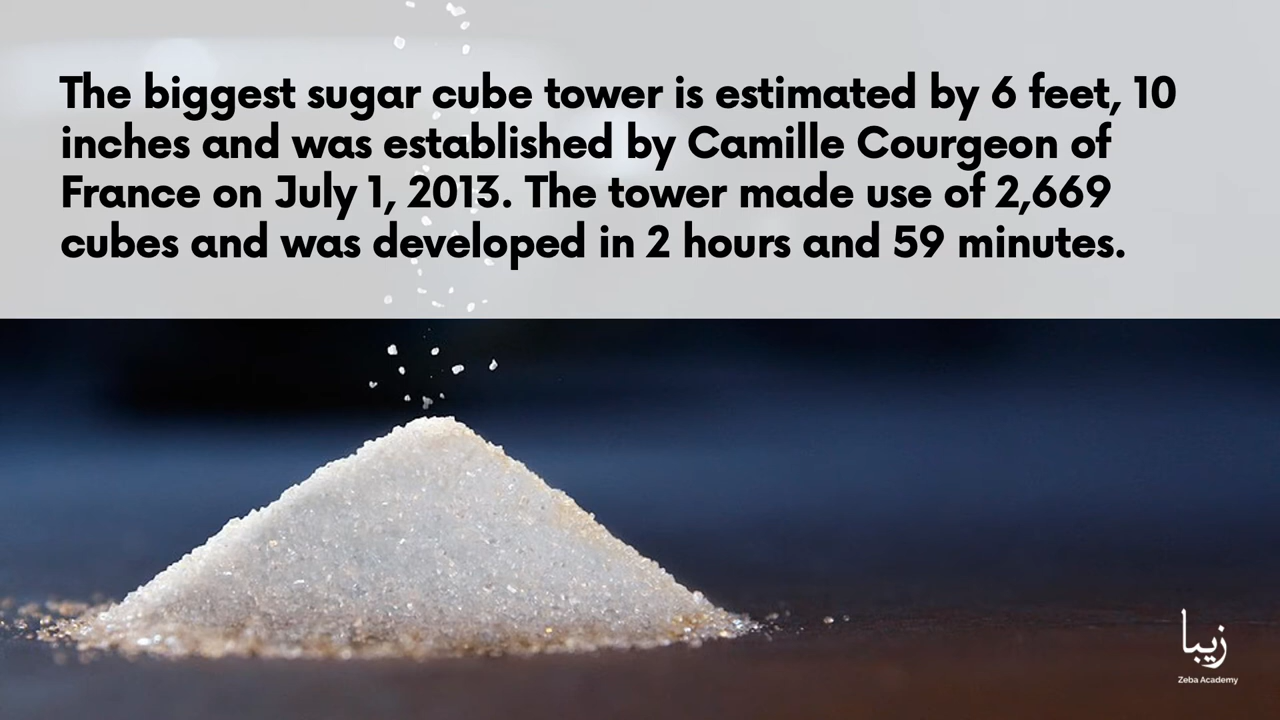 The biggest sugar cube tower is estimated by 6 feet, 10
inches and was established by Camille Courgeon of
France on July 1, 2013. The tower made use of 2,669
cubes and was developed in 2 hours and 59 minutes.
زیبا
Zeba Academy